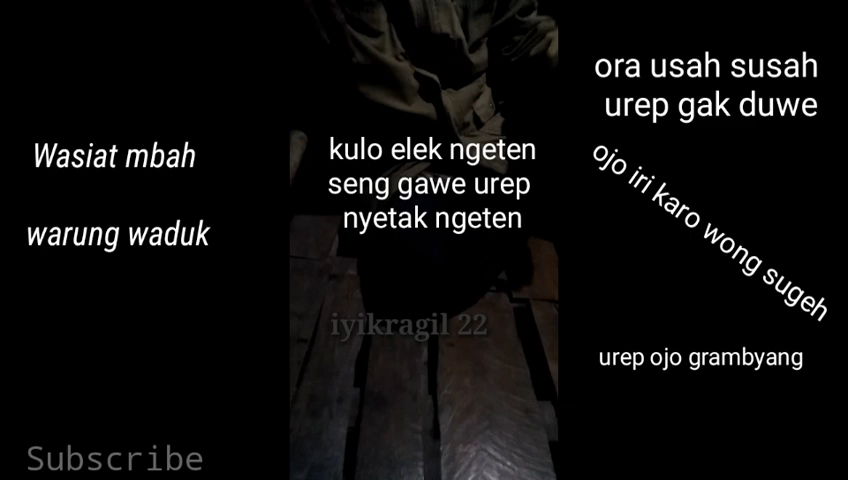 Wasiat mbah
warung waduk
kulo elek ngeten
seng gawe urep
nyetak ngeten
iyikragil 22
ora usah susah
urep gak duwe
ojo iri karo wong sugeh
urep ojo grambyang
Subscribe